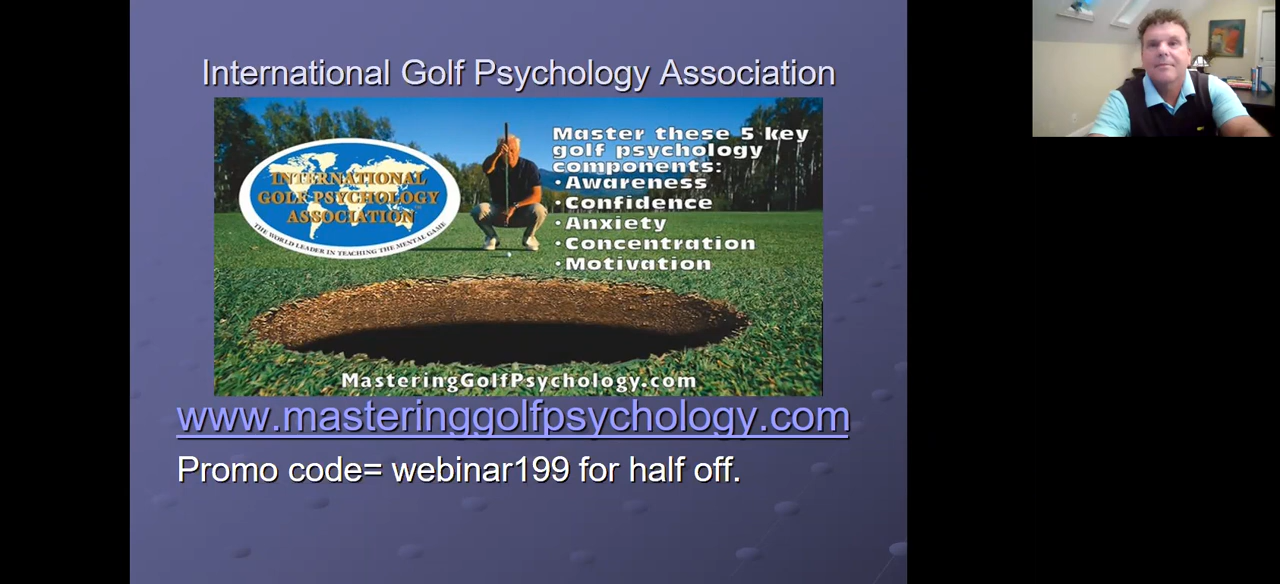 International Golf Psychology Association
INTERNATIONAL
GOLF PSYCHOLOGY
ASSOCIATION
THE WORLD LEADER IN TEACHING THE MENTAL GAME
Master these 5 key
golf psychology
components:
• Awareness
• Confidence
• Anxiety
• Concentration
• Motivation
MasteringGolfPsychology.com
www.masteringgolfpsychology.com
Promo code= webinar199 for half off.